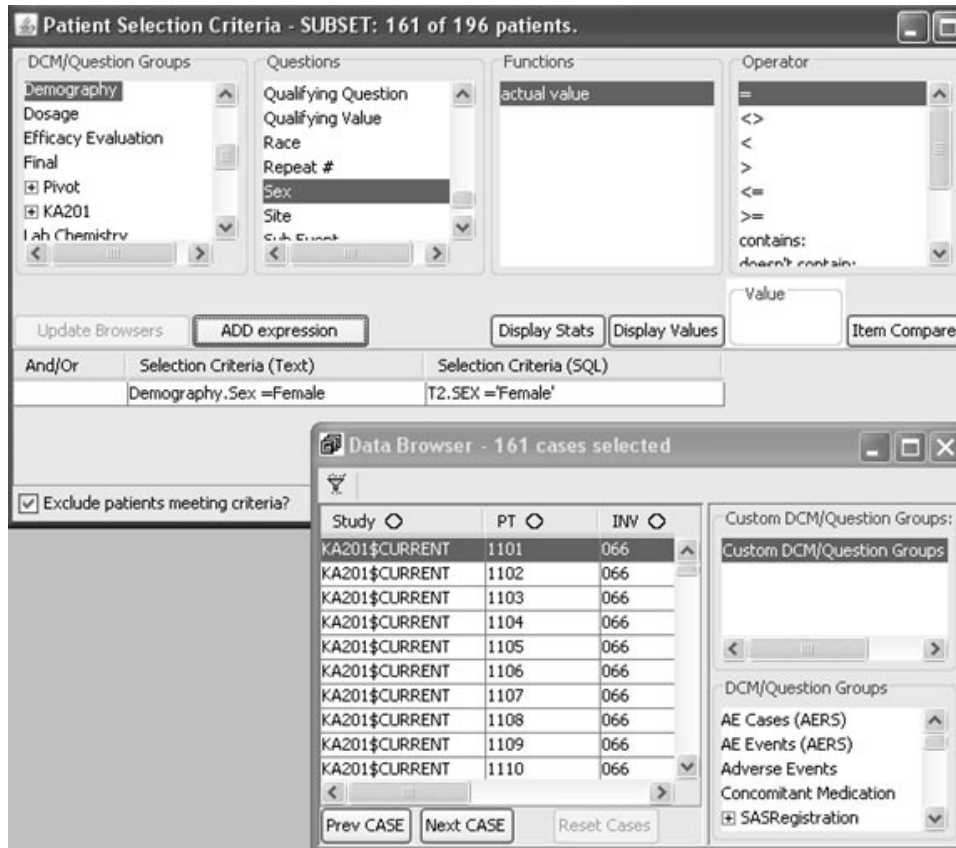 Patient Selection Criteria - SUBSET: 161 of 196 patients.
DCM/Question Groups
Demography
Dosage
Efficacy Evaluation
Final
Pivot
KA201
Lab Chemistry
Questions
Qualifying Question
Qualifying Value
Race
Repeat #
Sex
Site
Sub Event
Functions
actual value
Operator
=
<>
<
>
<=
>=
contains:
doesn't contain:
Value
Update Browsers
ADD expression
Display Stats
Display Values
Item Compare
And/Or Selection Criteria (Text) Selection Criteria (SQL)
Demography.Sex =Female T2.SEX ='Female'
Exclude patients meeting criteria?
Data Browser - 161 cases selected
Study PT INV
KA201$CURRENT 1101 066
KA201$CURRENT 1102 066
KA201$CURRENT 1103 066
KA201$CURRENT 1104 066
KA201$CURRENT 1105 066
KA201$CURRENT 1106 066
KA201$CURRENT 1107 066
KA201$CURRENT 1108 066
KA201$CURRENT 1109 066
KA201$CURRENT 1110 066
Prev CASE
Next CASE
Reset Cases
Custom DCM/Question Groups:
Custom DCM/Question Groups
DCM/Question Groups
AE Cases (AERS)
AE Events (AERS)
Adverse Events
Concomitant Medication
SASRegistration